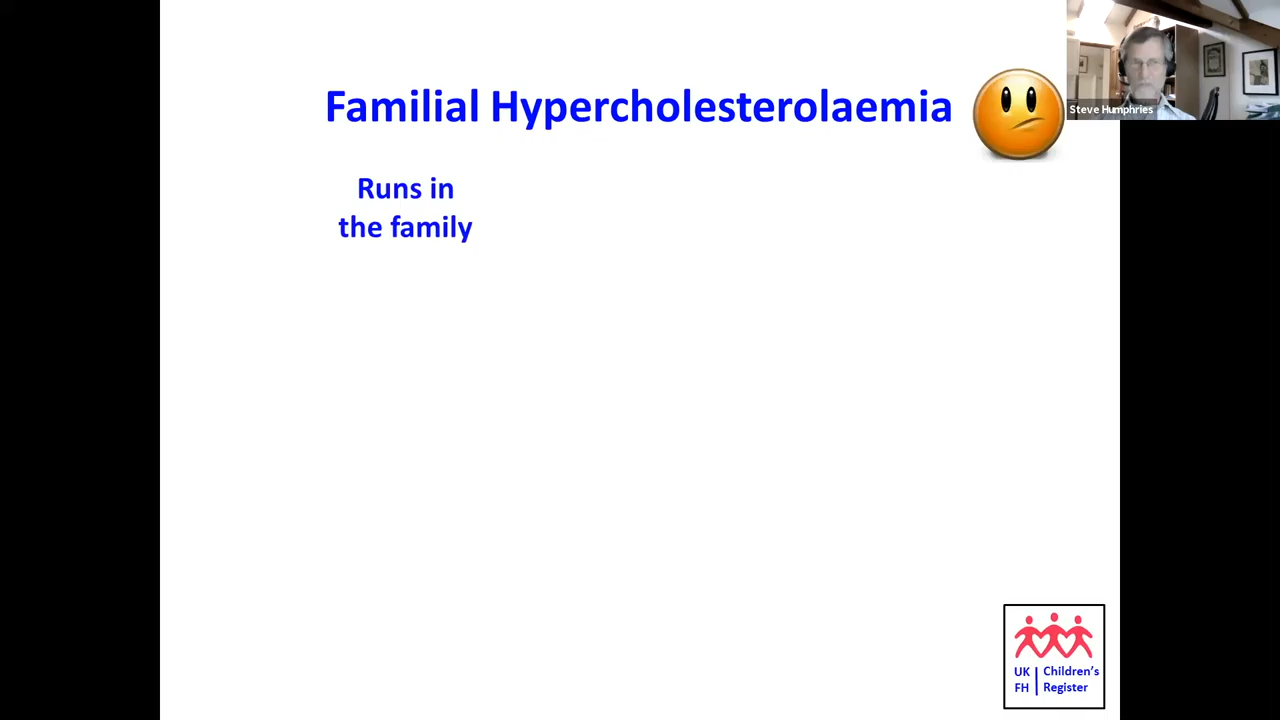 Familial Hypercholesterolaemia
Steve Humphries
Runs in
the family
UK
FH
Children's
Register